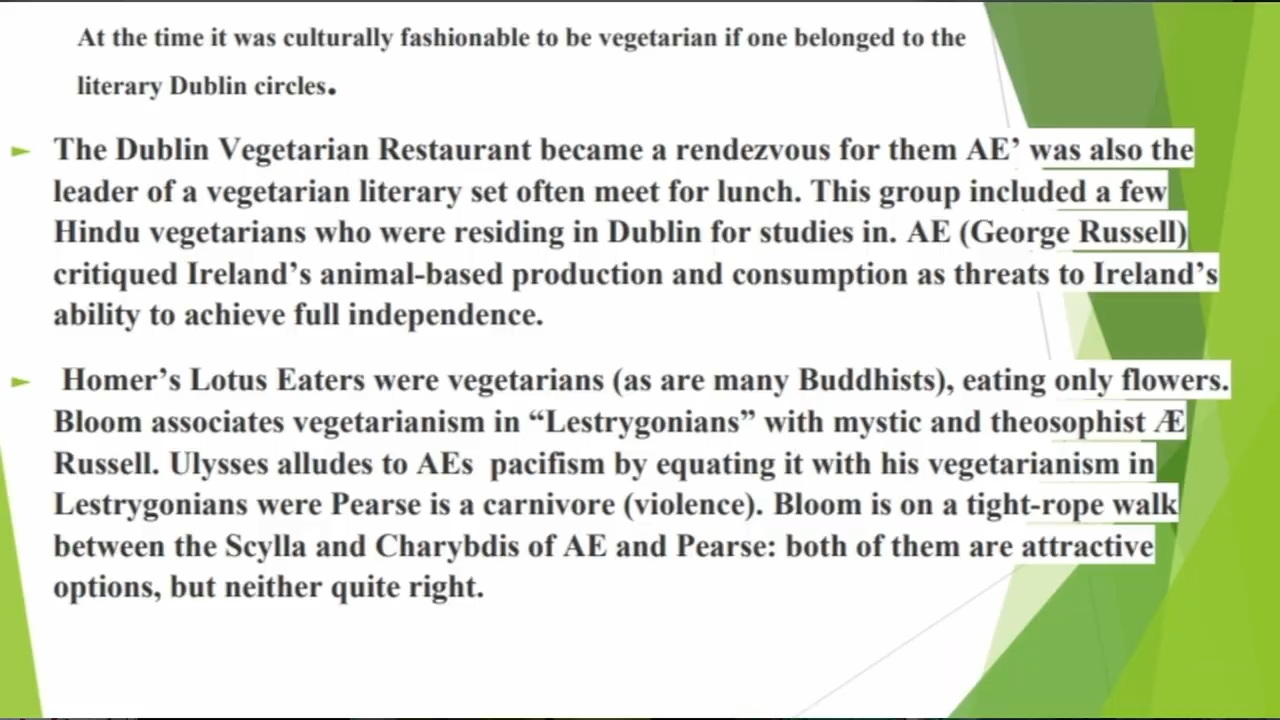 At the time it was culturally fashionable to be vegetarian if one belonged to the
literary Dublin circles.
The Dublin Vegetarian Restaurant became a rendezvous for them AE’ was also the
leader of a vegetarian literary set often meet for lunch. This group included a few
Hindu vegetarians who were residing in Dublin for studies in. AE (George Russell)
critiqued Ireland’s animal-based production and consumption as threats to Ireland’s
ability to achieve full independence.
Homer’s Lotus Eaters were vegetarians (as are many Buddhists), eating only flowers.
Bloom associates vegetarianism in “Lestrygonians” with mystic and theosophist Æ
Russell. Ulysses alludes to AEs pacifism by equating it with his vegetarianism in
Lestrygonians were Pearse is a carnivore (violence). Bloom is on a tight-rope walk
between the Scylla and Charybdis of AE and Pearse: both of them are attractive
options, but neither quite right.